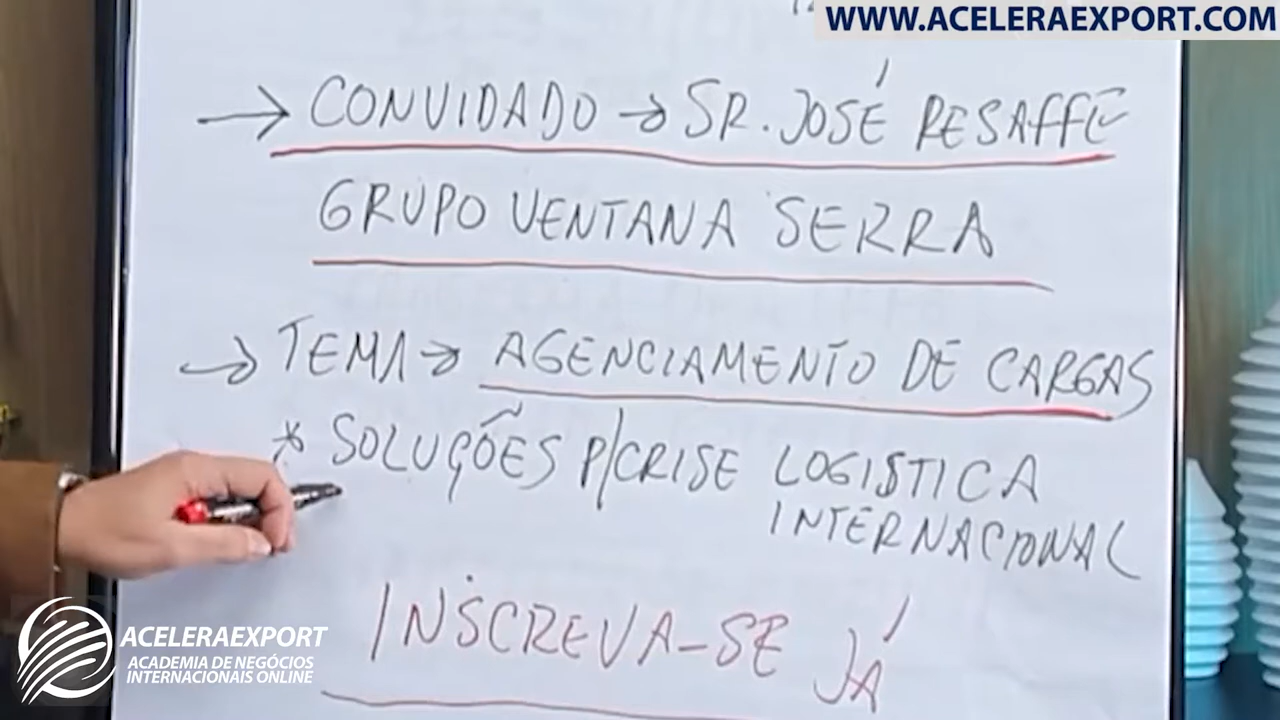 WWW.ACELERAEXPORT.COM
→ CONVIDADO → SR. JOSÉ RESAFFE
GRUPO VENTANA SERRA
→ TEMA → AGENCIAMENTO DE CARGAS
* SOLUÇÕES P/CRISE LOGISTICA
INTERNACIONAL
INSCREVA-SE JÁ
ACELERAEXPORT
ACADEMIA DE NEGÓCIOS
INTERNACIONAIS ONLINE